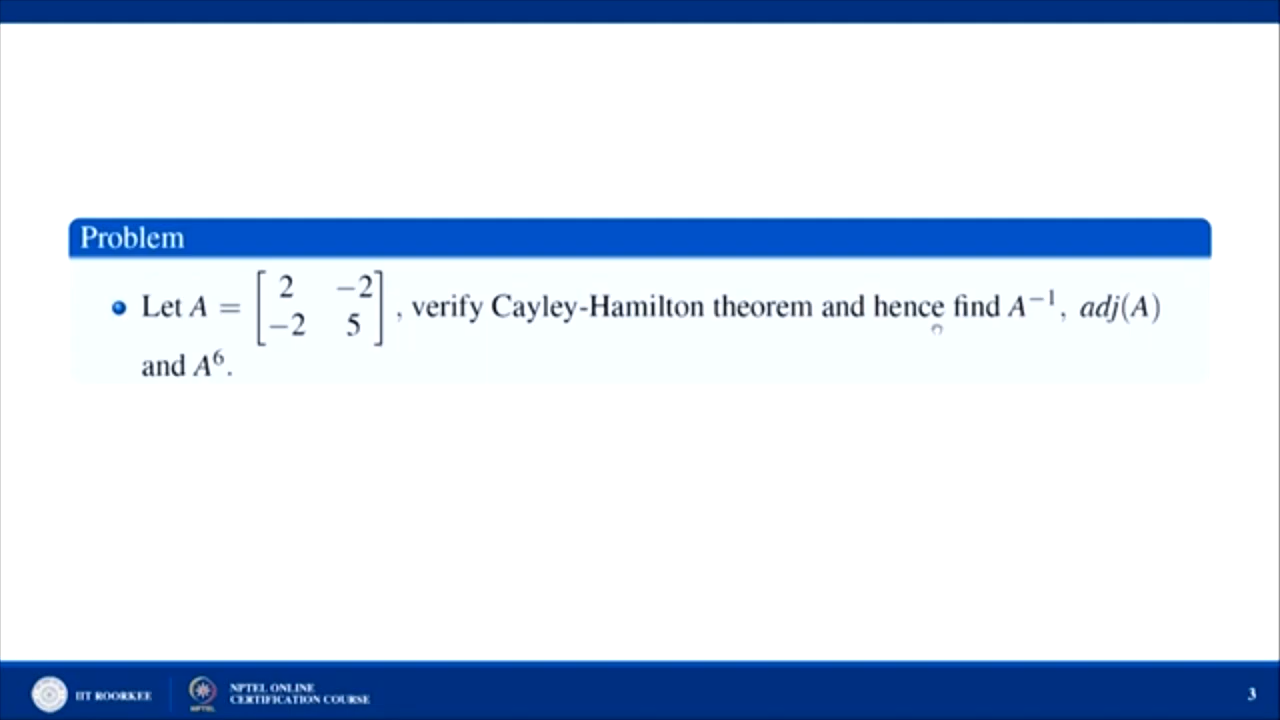 Problem
Let A = [2 −2; −2 5], verify Cayley-Hamilton theorem and hence find A⁻¹, adj(A)
and A⁶.
IIT ROORKEE
NPTEL
NPTEL ONLINE
CERTIFICATION COURSE
3